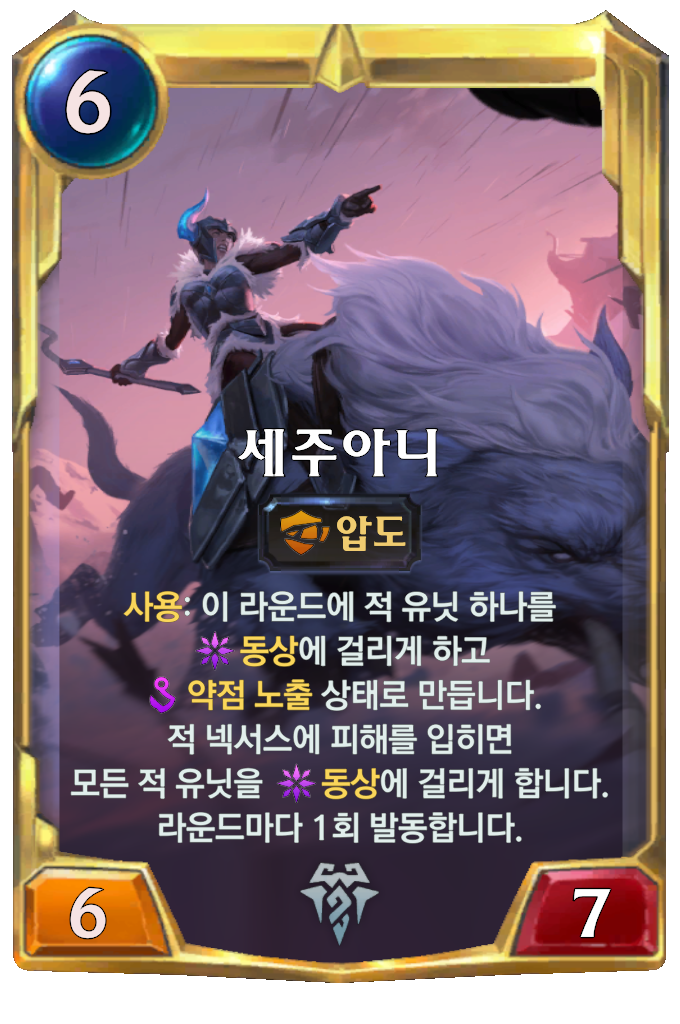 6
세주아니
압도
사용: 이 라운드에 적 유닛 하나를
동상에 걸리게 하고
약점 노출 상태로 만듭니다.
적 넥서스에 피해를 입히면
모든 적 유닛을 동상에 걸리게 합니다.
라운드마다 1회 발동합니다.
6
7